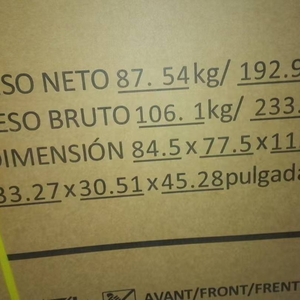 SO NETO 87.54kg/ 192.9
ESO BRUTO 106.1kg/ 233.
DIMENSIÓN 84.5x77.5x11
33.27x30.51x45.28pulgada
AVANT/FRONT/FRENT